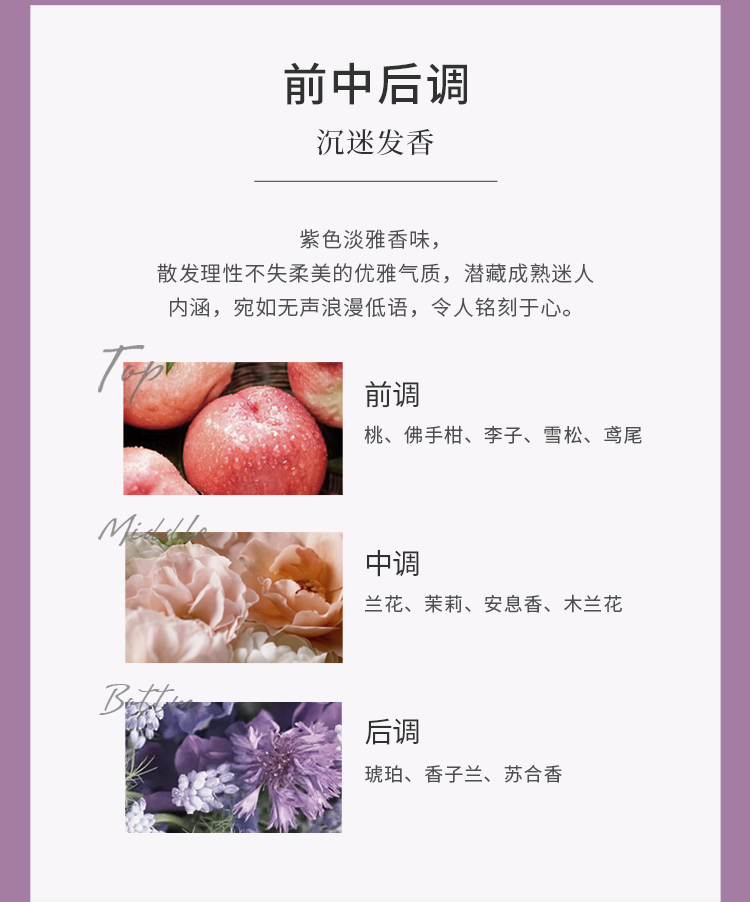 前中后调
沉迷发香
紫色淡雅香味，
散发理性不失柔美的优雅气质，潜藏成熟迷人
内涵，宛如无声浪漫低语，令人铭刻于心。
Top
前调
桃、佛手柑、李子、雪松、鸢尾
Middle
中调
兰花、茉莉、安息香、木兰花
Bottom
后调
琥珀、香子兰、苏合香